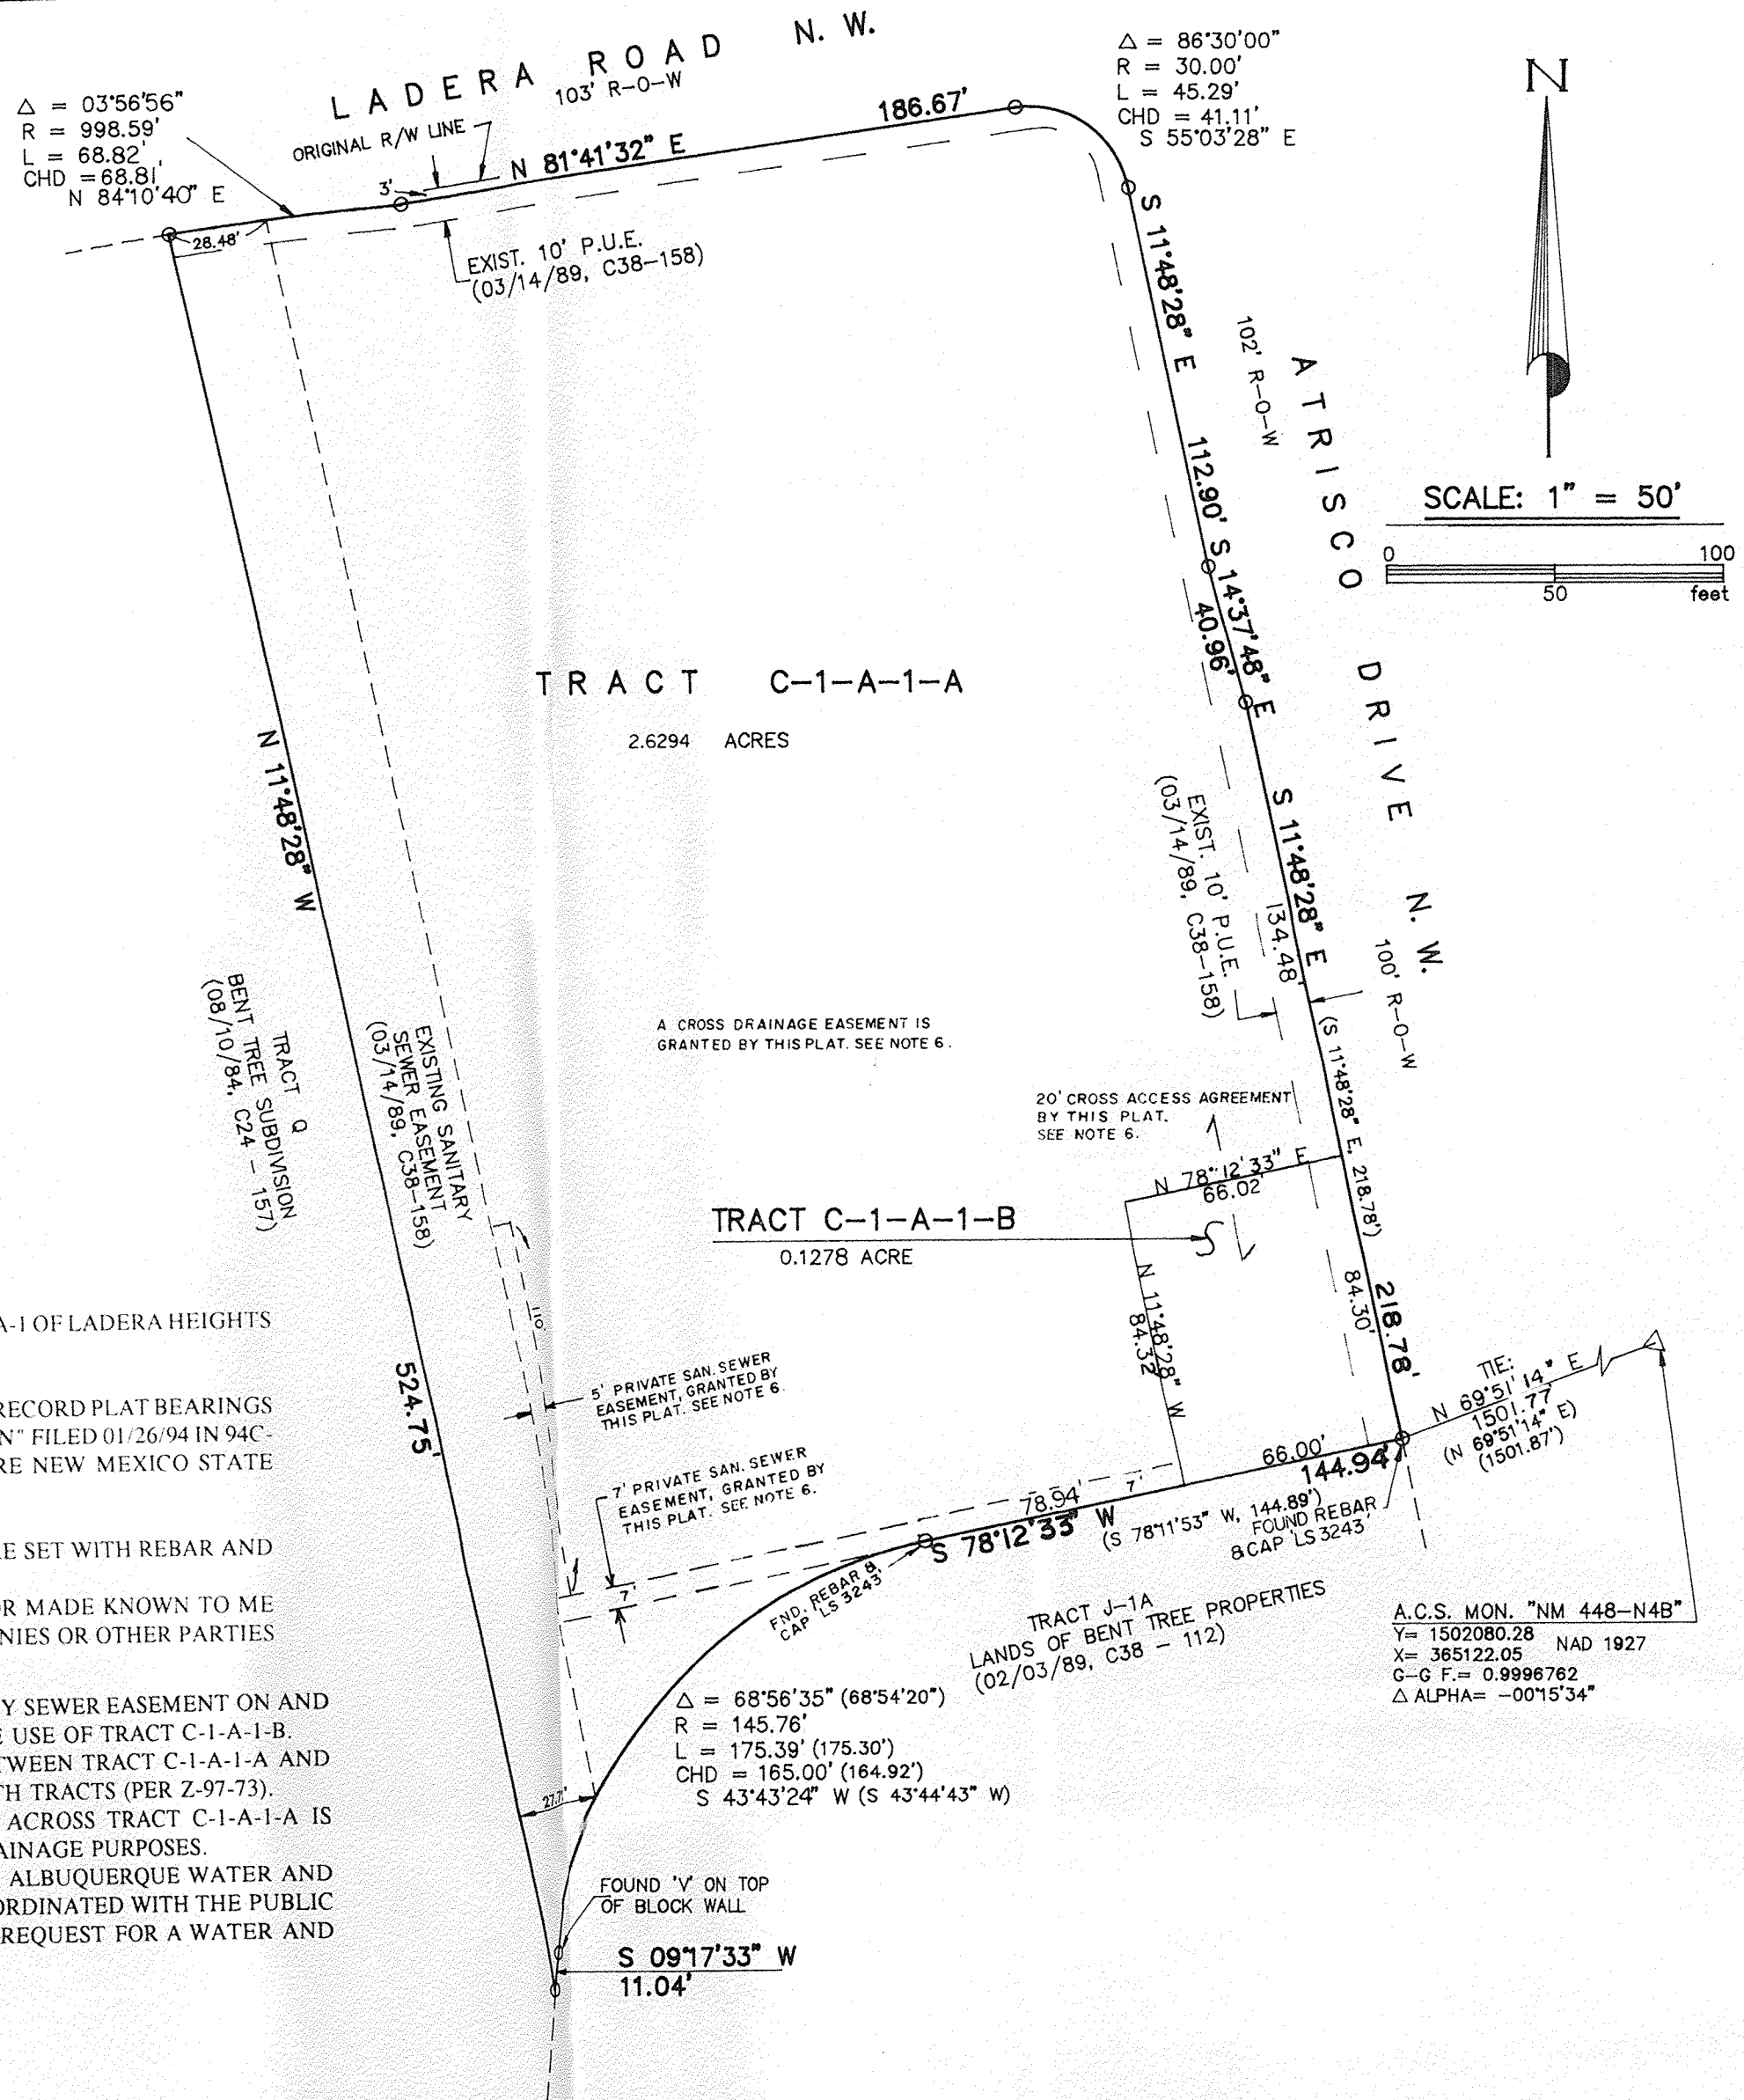 LADERA ROAD N. W.
103' R-O-W
Δ = 03°56'56"
R = 998.59'
L = 68.82'
CHD = 68.81'
N 84°10'40" E
ORIGINAL R/W LINE
3'
N 81°41'32" E
186.67'
Δ = 86°30'00"
R = 30.00'
L = 45.29'
CHD = 41.11'
S 55°03'28" E
N
28.48'
EXIST. 10' P.U.E.
(03/14/89, C38-158)
S 11°48'28" E
112.90'
102' R-O-W
ATRISCO DRIVE N. W.
SCALE: 1" = 50'
0 100
50 feet
S 14°37'48" E
40.96'
TRACT C-1-A-1-A
2.6294 ACRES
N 11°48'28" W
524.75'
S 11°48'28" E
134.48'
EXIST. 10' P.U.E.
(03/14/89, C38-158)
100' R-O-W
(S 11°48'28" E, 218.78')
TRACT Q
BENT TREE SUBDIVISION
(08/10/84, C24 - 157)
EXISTING SANITARY
SEWER EASEMENT
(03/14/89, C38-158)
A CROSS DRAINAGE EASEMENT IS
GRANTED BY THIS PLAT. SEE NOTE 6.
20' CROSS ACCESS AGREEMENT
BY THIS PLAT.
SEE NOTE 6.
N 78°12'33" E
66.02'
TRACT C-1-A-1-B
0.1278 ACRE
N 11°48'28" W
84.32'
84.30'
218.78'
110'
A-1 OF LADERA HEIGHTS
RECORD PLAT BEARINGS
N" FILED 01/26/94 IN 94C-
RE NEW MEXICO STATE
E SET WITH REBAR AND
OR MADE KNOWN TO ME
NIES OR OTHER PARTIES
Y SEWER EASEMENT ON AND
E USE OF TRACT C-1-A-1-B.
TWEEN TRACT C-1-A-1-A AND
TH TRACTS (PER Z-97-73).
ACROSS TRACT C-1-A-1-A IS
AINAGE PURPOSES.
ALBUQUERQUE WATER AND
ORDINATED WITH THE PUBLIC
REQUEST FOR A WATER AND
5' PRIVATE SAN. SEWER
EASEMENT, GRANTED BY
THIS PLAT. SEE NOTE 6.
7' PRIVATE SAN. SEWER
EASEMENT, GRANTED BY
THIS PLAT. SEE NOTE 6.
7'
7'
78.94'
66.00'
144.94'
S 78°12'33" W
(S 78°11'53" W, 144.89')
FOUND REBAR
& CAP 'LS 3243'
FND. REBAR &
CAP 'LS 3243'
TIE:
N 69°51'14" E
1501.77'
(N 69°51'14" E)
(1501.87')
TRACT J-1A
LANDS OF BENT TREE PROPERTIES
(02/03/89, C38 - 112)
A.C.S. MON. "NM 448-N4B"
Y= 1502080.28
X= 365122.05
NAD 1927
G-G F.= 0.9996762
Δ ALPHA= -00°15'34"
Δ = 68°56'35" (68°54'20")
R = 145.76'
L = 175.39' (175.30')
CHD = 165.00' (164.92')
S 43°43'24" W (S 43°44'43" W)
27.71'
FOUND 'V' ON TOP
OF BLOCK WALL
S 09°17'33" W
11.04'